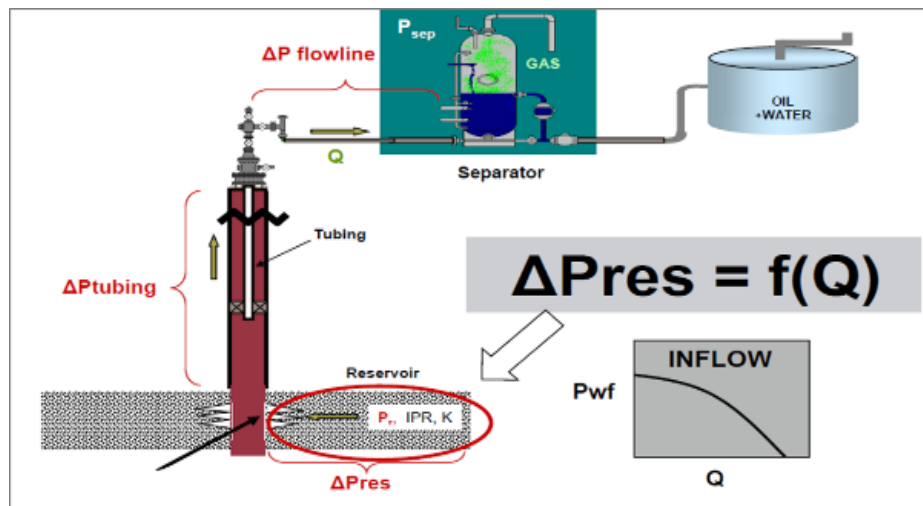 ΔP flowline
Psep
GAS
OIL
+WATER
Q
Separator
Tubing
ΔPtubing
ΔPres = f(Q)
Reservoir
INFLOW
Pwf
Pr, IPR, K
ΔPres
Q